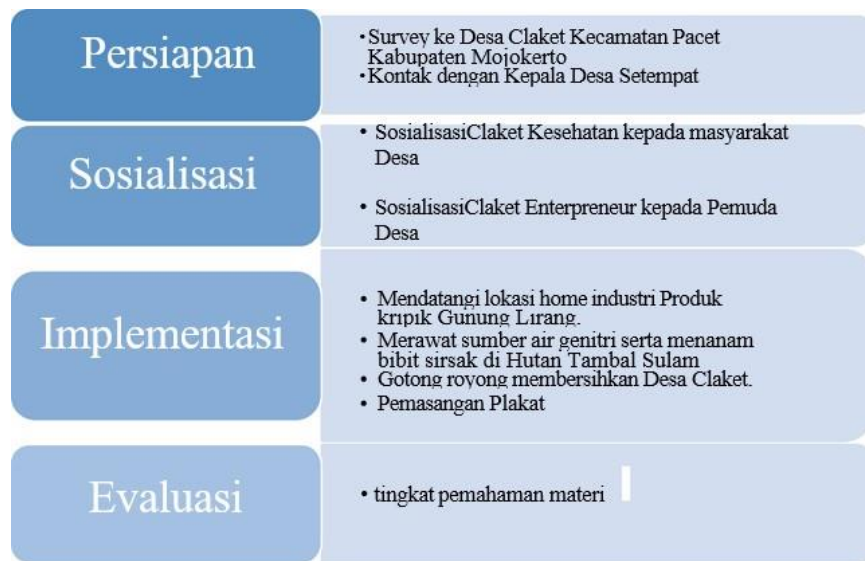 Persiapan
•Survey ke Desa Claket Kecamatan Pacet
Kabupaten Mojokerto
•Kontak dengan Kepala Desa Setempat
Sosialisasi
• SosialisasiClaket Kesehatan kepada masyarakat
Desa
• SosialisasiClaket Enterpreneur kepada Pemuda
Desa
Implementasi
• Mendatangi lokasi home industri Produk
kripik Gunung Lirang.
• Merawat sumber air genitri serta menanam
bibit sirsak di Hutan Tambal Sulam
• Gotong royong membersihkan Desa Claket.
• Pemasangan Plakat
Evaluasi
• tingkat pemahaman materi